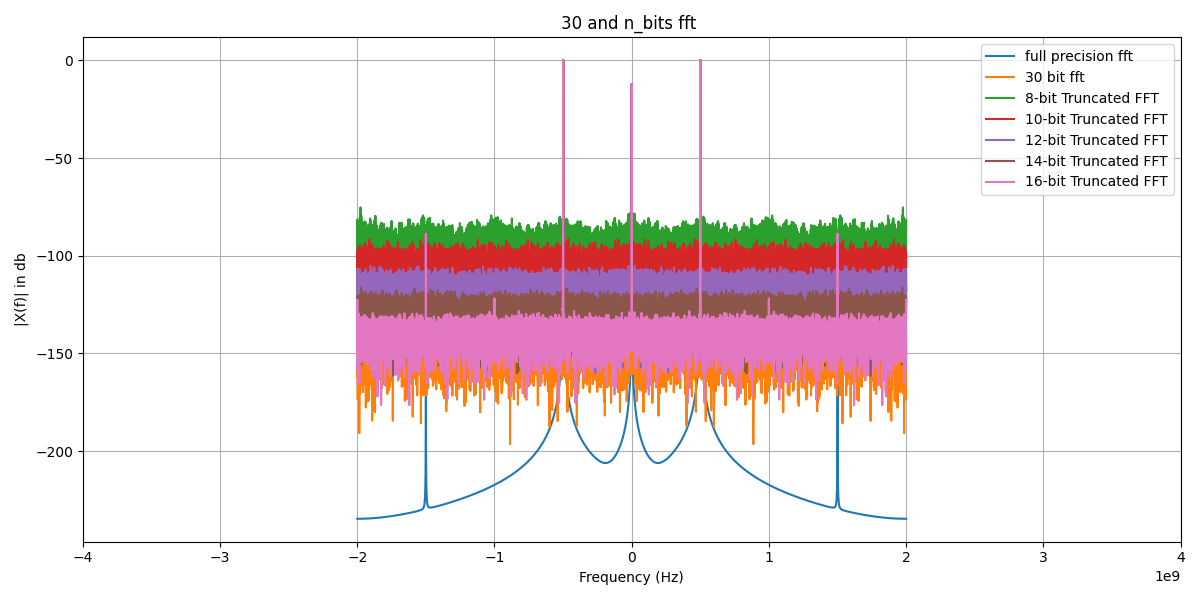 30 and n_bits fft
full precision fft
30 bit fft
8-bit Truncated FFT
10-bit Truncated FFT
12-bit Truncated FFT
14-bit Truncated FFT
16-bit Truncated FFT
|X(f)| in db
0
−50
−100
−150
−200
−4
−3
−2
−1
0
1
2
3
4
1e9
Frequency (Hz)